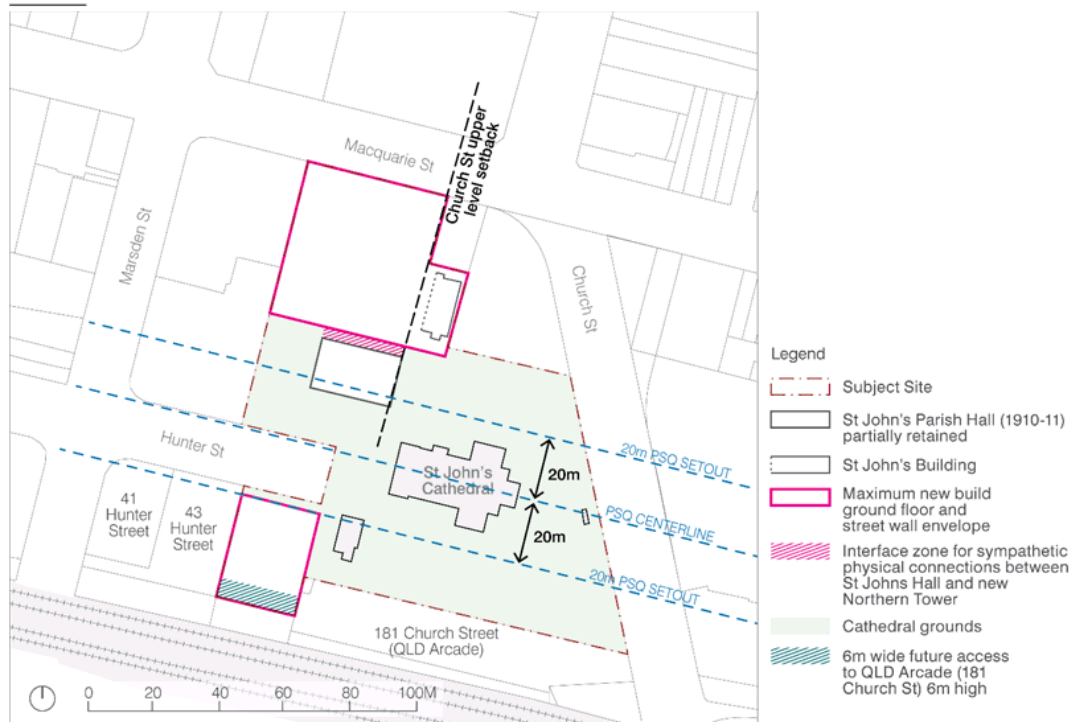 Macquarie St
Church St upper
level setback
Marsden St
Church St
Hunter St
St John's
Cathedral
20m
20m
20m PSQ SETOUT
PSQ CENTERLINE
20m PSQ SETOUT
41
Hunter
Street
43
Hunter
Street
181 Church Street
(QLD Arcade)
0 20 40 60 80 100M
Legend
Subject Site
St John's Parish Hall (1910-11)
partially retained
St John's Building
Maximum new build
ground floor and
street wall envelope
Interface zone for sympathetic
physical connections between
St Johns Hall and new
Northern Tower
Cathedral grounds
6m wide future access
to QLD Arcade (181
Church St) 6m high